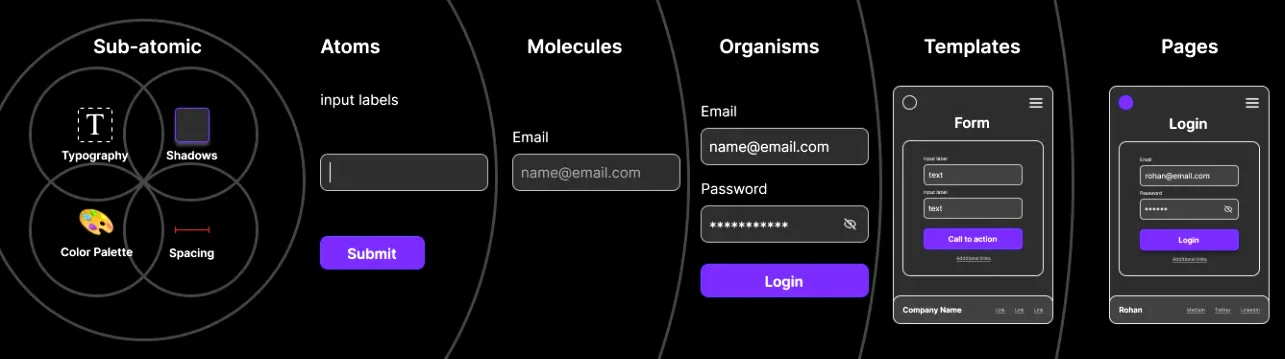 Sub-atomic
T
Typography
Shadows
Color Palette
Spacing
Atoms
input labels
Submit
Molecules
Email
name@email.com
Organisms
Email
name@email.com
Password
***********
Login
Templates
Form
Input label
text
Input label
text
Call to action
Additional links
Company Name
Link Link Link
Pages
Login
Email
rohan@email.com
Password
******
Login
Additional links
Rohan
Medium Twitter LinkedIn